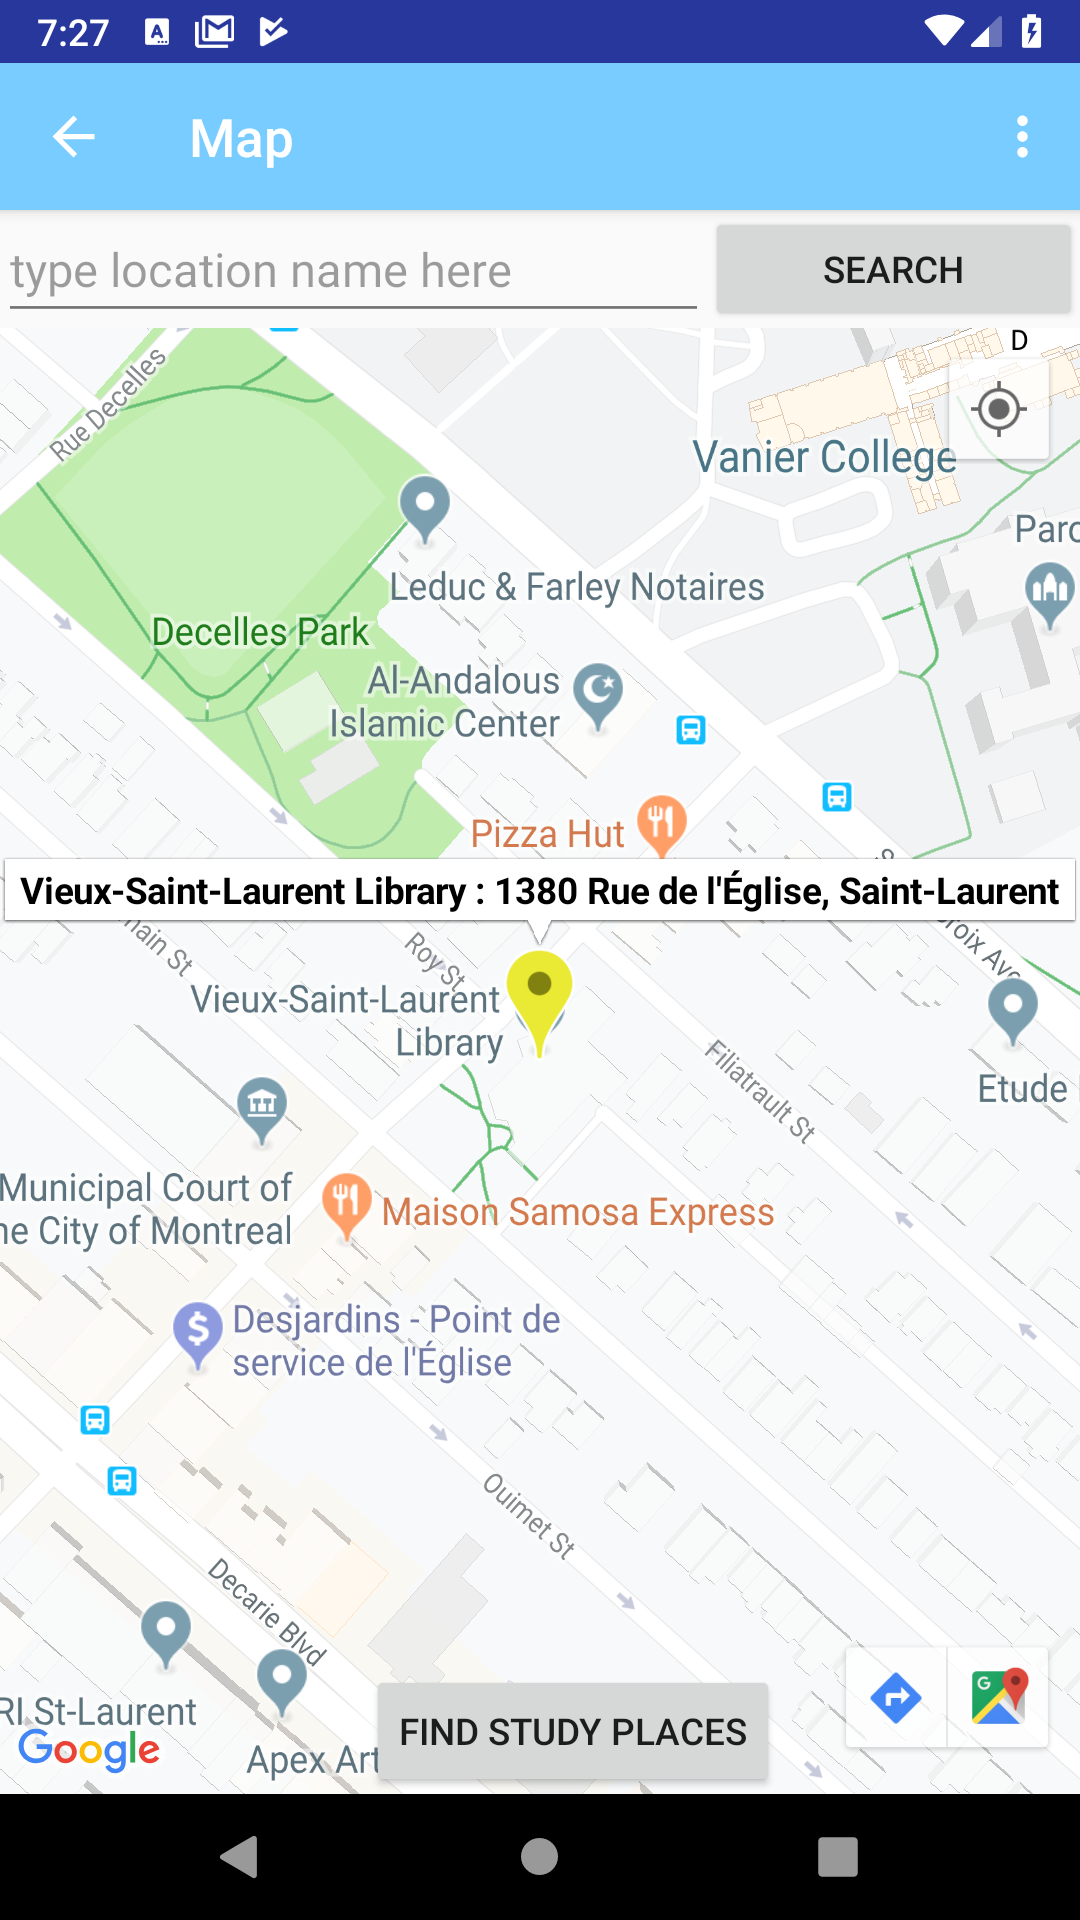 7:27
Map
type location name here
SEARCH
D
Rue Decelles
Vanier College
Parc
Leduc & Farley Notaires
Decelles Park
Al-Andalous
Islamic Center
Pizza Hut
Vieux-Saint-Laurent Library : 1380 Rue de l'Église, Saint-Laurent
main St
Roy St
Croix Ave
Vieux-Saint-Laurent
Library
Filiatrault St
Etude
Municipal Court of
he City of Montreal
Maison Samosa Express
Desjardins - Point de
service de l'Église
Ouimet St
Decarie Blvd
RI St-Laurent
Google
Apex Art
FIND STUDY PLACES